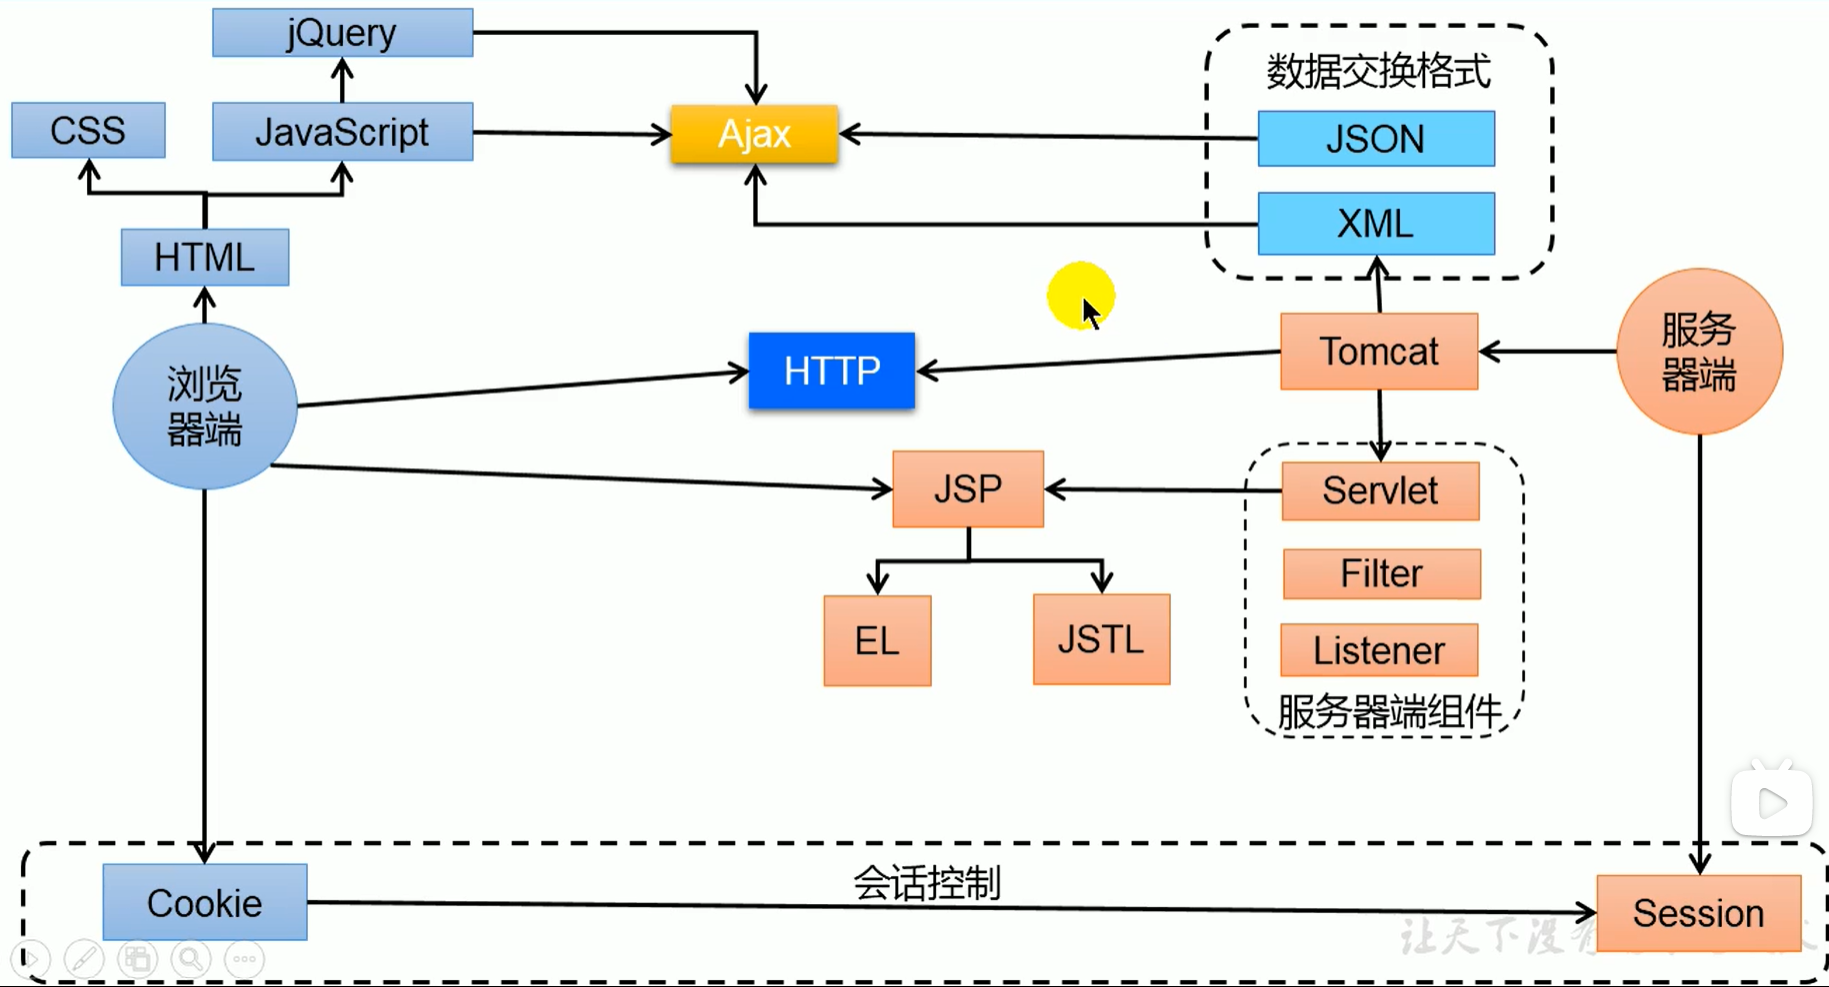 jQuery
数据交换格式
CSS
JavaScript
Ajax
JSON
XML
HTML
浏览
器端
HTTP
Tomcat
服务
器端
JSP
Servlet
Filter
EL
JSTL
Listener
服务器端组件
会话控制
Cookie
Session
让天下没有